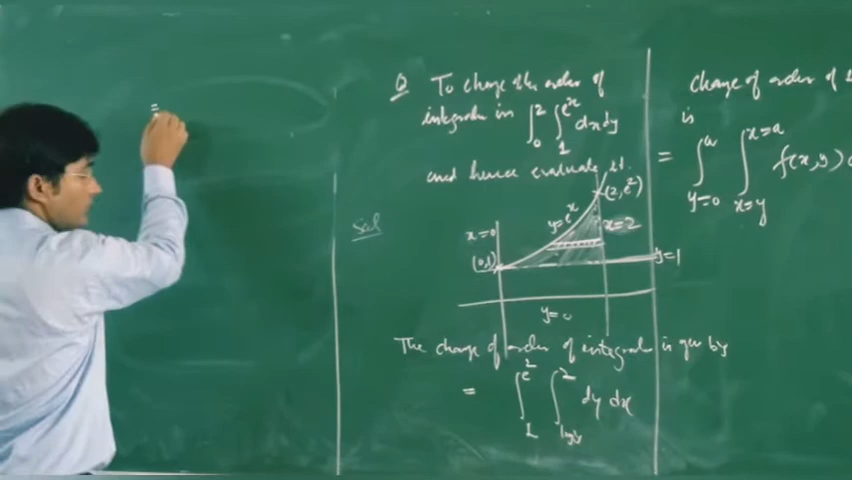 =
Q To change the order of
integration in ∫₀² ∫₁^{eˣ} dx dy
and hence evaluate it.
Sol
(2, e²)
y=eˣ
x=2
x=0
(0,1)
y=1
y=0
The change of order of integration is given by
= ∫₁^{e²} ∫_{log y}² dy dx
change of order of
is
= ∫_{y=0}^{a} ∫_{x=y}^{x=a} f(x,y)